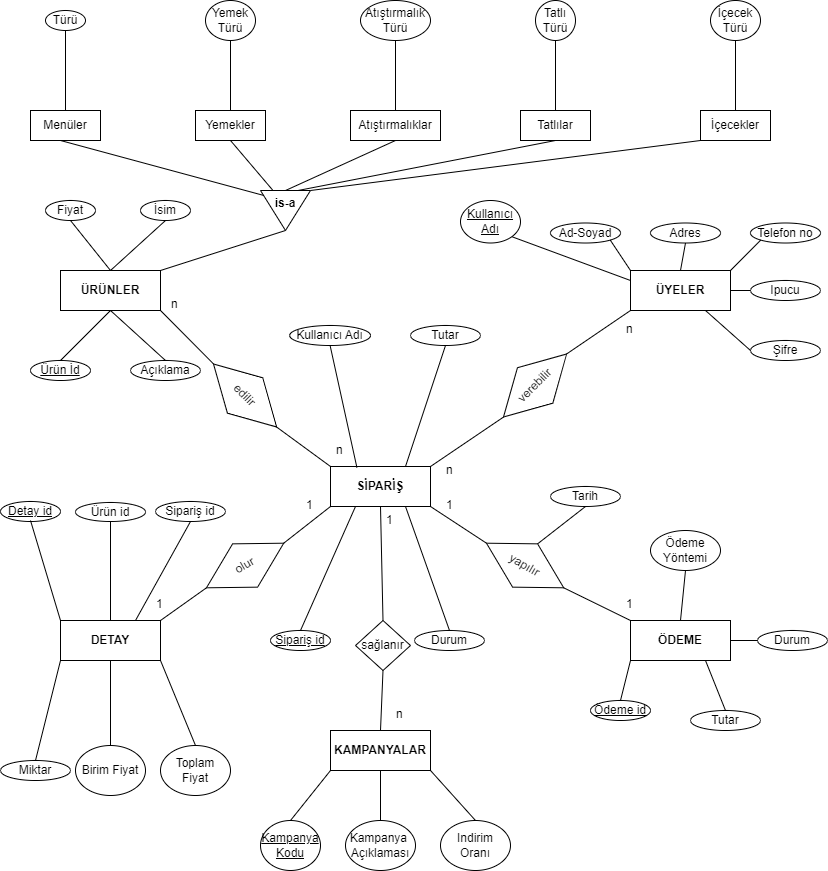 Türü
Yemek
Türü
Atıştırmalık
Türü
Tatlı
Türü
İçecek
Türü
Menüler
Yemekler
Atıştırmalıklar
Tatlılar
İçecekler
is-a
Fiyat
İsim
Kullanıcı
Adı
Ad-Soyad
Adres
Telefon no
ÜRÜNLER
ÜYELER
Ipucu
n
n
Kullanıcı Adı
Tutar
Şifre
Ürün İd
Açıklama
edilir
verebilir
n
n
SİPARİŞ
Detay id
Ürün id
Sipariş id
1
1
1
Tarih
olur
yapılır
Ödeme
Yöntemi
1
1
DETAY
Sipariş id
sağlanır
Durum
ÖDEME
Durum
Ödeme id
Tutar
n
Miktar
Birim Fiyat
Toplam
Fiyat
KAMPANYALAR
Kampanya
Kodu
Kampanya
Açıklaması
Indirim
Oranı